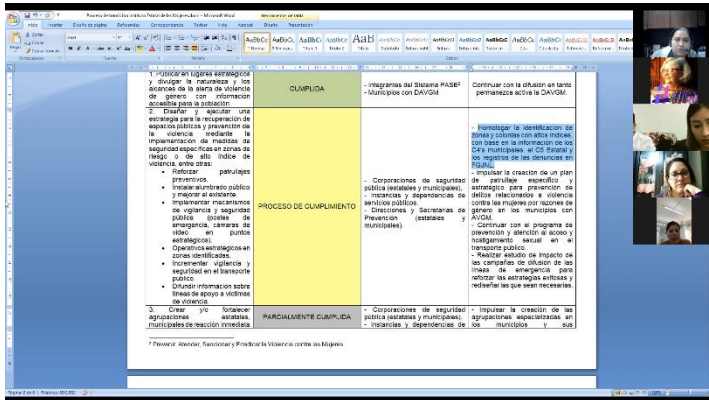 Inicio
Insertar
Diseño de página
Referencias
Correspondencia
Revisar
Vista
Acrobat
Diseño
Presentación
1. Publicar en lugares estratégicos
y divulgar la naturaleza y los
alcances de la alerta de violencia
de género con información
accesible para la población.
CUMPLIDA
- Integrantes del Sistema PASE²
- Municipios con DAVGM
Continuar con la difusión en tanto
permanezca activa la DAVGM.
2. Diseñar y ejecutar una
estrategia para la recuperación de
espacios públicos y prevención de
la violencia mediante la
implementación de medidas de
seguridad específicas en zonas de
riesgo o de alto índice de
violencia, entre otras:
• Reforzar patrullajes
preventivos.
• Instalar alumbrado público
y mejorar el existente.
• Implementar mecanismos
de vigilancia y seguridad
pública (postes de
emergencia, cámaras de
video en puntos
estratégicos).
• Operativos estratégicos en
zonas identificadas.
• Incrementar vigilancia y
seguridad en el transporte
público.
• Difundir información sobre
líneas de apoyo a víctimas
de violencia.
PROCESO DE CUMPLIMIENTO
- Corporaciones de seguridad
pública (estatales y municipales).
- Instancias y dependencias de
servicios públicos.
- Direcciones y Secretarías de
Prevención (estatales y
municipales).
- Homologar la identificación de
zonas y colonias con altos índices,
con base en la información de los
C4's municipales, el C5 Estatal y
los registros de las denuncias en
FGJNL.
- Impulsar la creación de un plan
de patrullaje específico y
estratégico para prevención de
delitos relacionados a violencia
contra las mujeres por razones de
género en los municipios con
AVGM.
- Continuar con el programa de
prevención y atención al acoso y
hostigamiento sexual en el
transporte público.
- Realizar estudio de impacto de
las campañas de difusión de las
líneas de emergencia para
reforzar las estrategias exitosas y
rediseñar las que sean necesarias.
3. Crear y/o fortalecer
agrupaciones estatales,
municipales de reacción inmediata
PARCIALMENTE CUMPLIDA
- Corporaciones de seguridad
pública (estatales y municipales).
- Instancias y dependencias de
- Impulsar la creación de las
agrupaciones especializadas en
los municipios y sus
² Prevenir, Atender, Sancionar y Erradicar la Violencia contra las Mujeres.